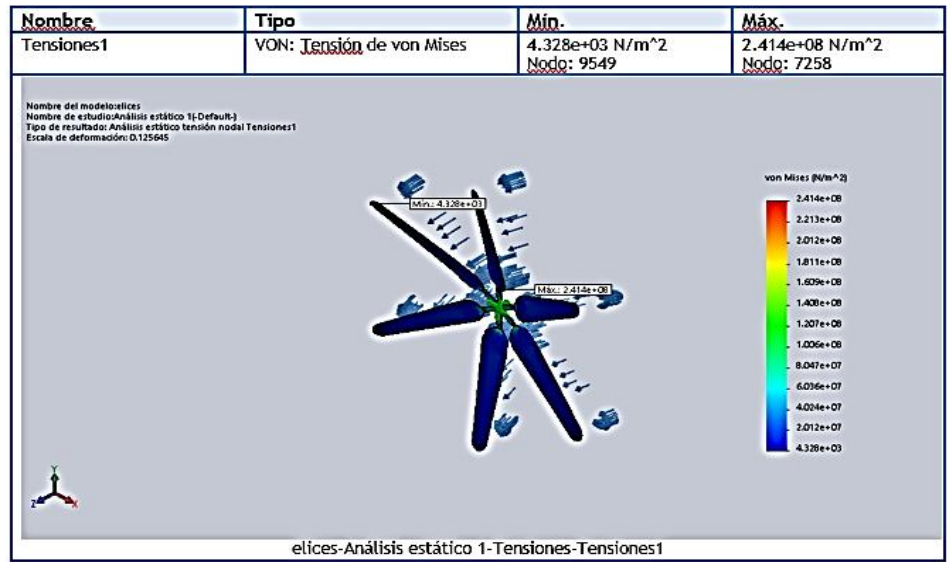 Nombre Tipo Mín. Máx.
Tensiones1 VON: Tensión de von Mises 4.328e+03 N/m^2 2.414e+08 N/m^2
Nodo: 9549 Nodo: 7258
Nombre del modelo:elices
Nombre de estudio:Análisis estático 1(-Default-)
Tipo de resultado: Análisis estático tensión nodal Tensiones1
Escala de deformación: 0.125645
von Mises (N/m^2)
2.414e+08
Mín.: 4.328e+03
2.213e+08
2.012e+08
1.811e+08
1.609e+08
Máx.: 2.414e+08
1.408e+08
1.207e+08
1.006e+08
8.047e+07
6.036e+07
4.024e+07
2.012e+07
4.328e+03
Y
Z X
elices-Análisis estático 1-Tensiones-Tensiones1